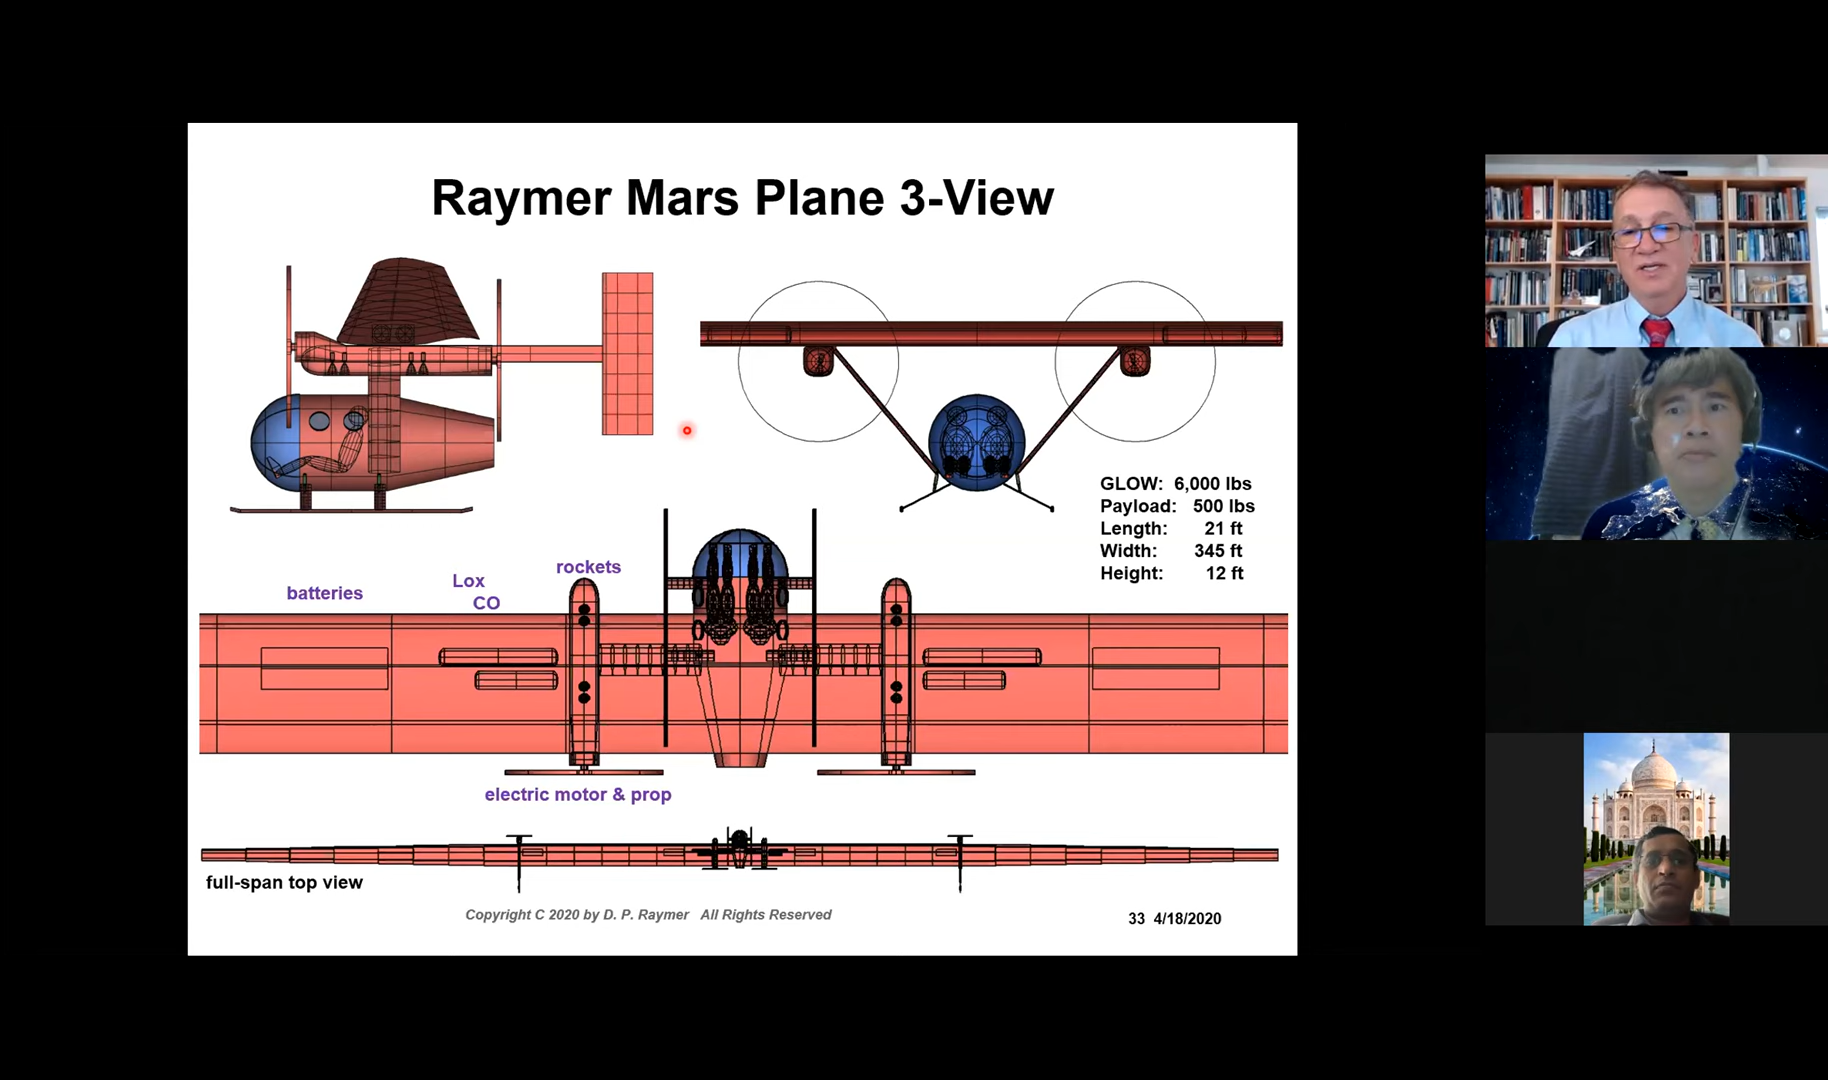 Raymer Mars Plane 3-View
GLOW: 6,000 lbs
Payload: 500 lbs
Length: 21 ft
Width: 345 ft
Height: 12 ft
rockets
Lox
CO
batteries
electric motor & prop
full-span top view
Copyright C 2020 by D. P. Raymer All Rights Reserved
33 4/18/2020